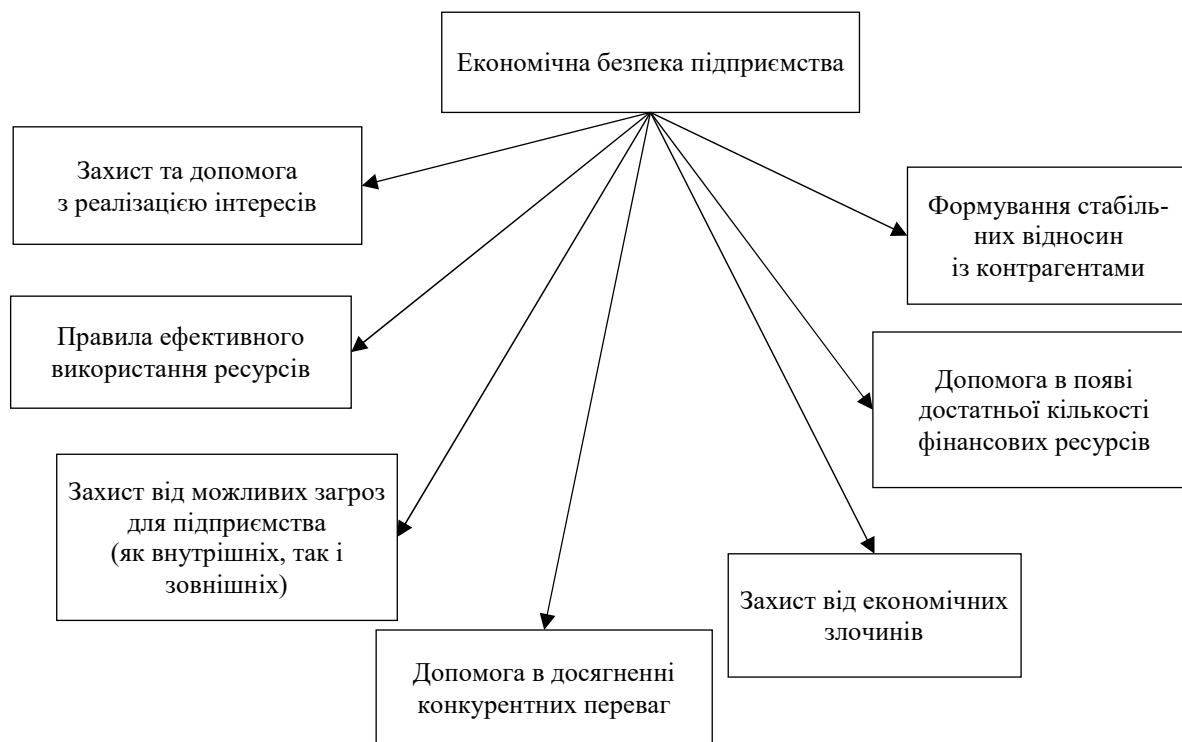 Економічна безпека підприємства
Захист та допомога
з реалізацією інтересів
Формування стабіль-
них відносин
із контрагентами
Правила ефективного
використання ресурсів
Допомога в появі
достатньої кількості
фінансових ресурсів
Захист від можливих загроз
для підприємства
(як внутрішніх, так і
зовнішніх)
Захист від економічних
злочинів
Допомога в досягненні
конкурентних переваг